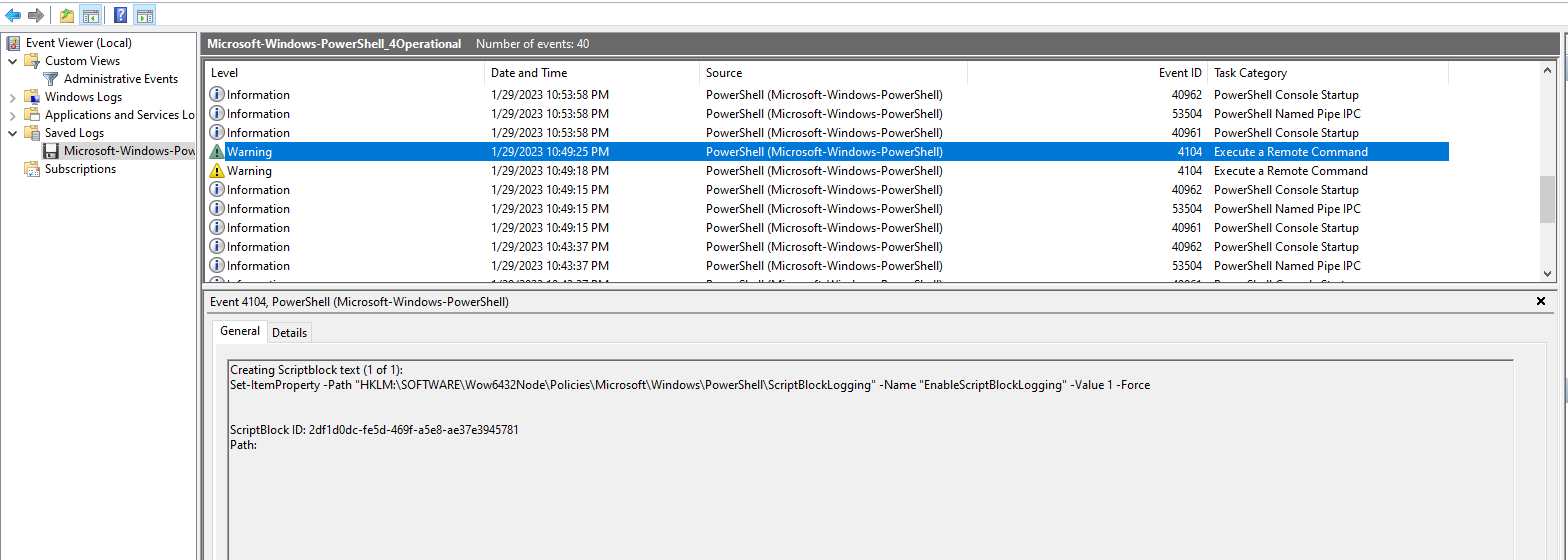 Event Viewer (Local)
Custom Views
Administrative Events
Windows Logs
Applications and Services Lo
Saved Logs
Microsoft-Windows-Pow
Subscriptions
Microsoft-Windows-PowerShell_4Operational Number of events: 40
Level Date and Time Source Event ID Task Category
Information 1/29/2023 10:53:58 PM PowerShell (Microsoft-Windows-PowerShell) 40962 PowerShell Console Startup
Information 1/29/2023 10:53:58 PM PowerShell (Microsoft-Windows-PowerShell) 53504 PowerShell Named Pipe IPC
Information 1/29/2023 10:53:58 PM PowerShell (Microsoft-Windows-PowerShell) 40961 PowerShell Console Startup
Warning 1/29/2023 10:49:25 PM PowerShell (Microsoft-Windows-PowerShell) 4104 Execute a Remote Command
Warning 1/29/2023 10:49:18 PM PowerShell (Microsoft-Windows-PowerShell) 4104 Execute a Remote Command
Information 1/29/2023 10:49:15 PM PowerShell (Microsoft-Windows-PowerShell) 40962 PowerShell Console Startup
Information 1/29/2023 10:49:15 PM PowerShell (Microsoft-Windows-PowerShell) 53504 PowerShell Named Pipe IPC
Information 1/29/2023 10:49:15 PM PowerShell (Microsoft-Windows-PowerShell) 40961 PowerShell Console Startup
Information 1/29/2023 10:43:37 PM PowerShell (Microsoft-Windows-PowerShell) 40962 PowerShell Console Startup
Information 1/29/2023 10:43:37 PM PowerShell (Microsoft-Windows-PowerShell) 53504 PowerShell Named Pipe IPC
Event 4104, PowerShell (Microsoft-Windows-PowerShell)
General Details
Creating Scriptblock text (1 of 1):
Set-ItemProperty -Path "HKLM:\SOFTWARE\Wow6432Node\Policies\Microsoft\Windows\PowerShell\ScriptBlockLogging" -Name "EnableScriptBlockLogging" -Value 1 -Force
ScriptBlock ID: 2df1d0dc-fe5d-469f-a5e8-ae37e3945781
Path: